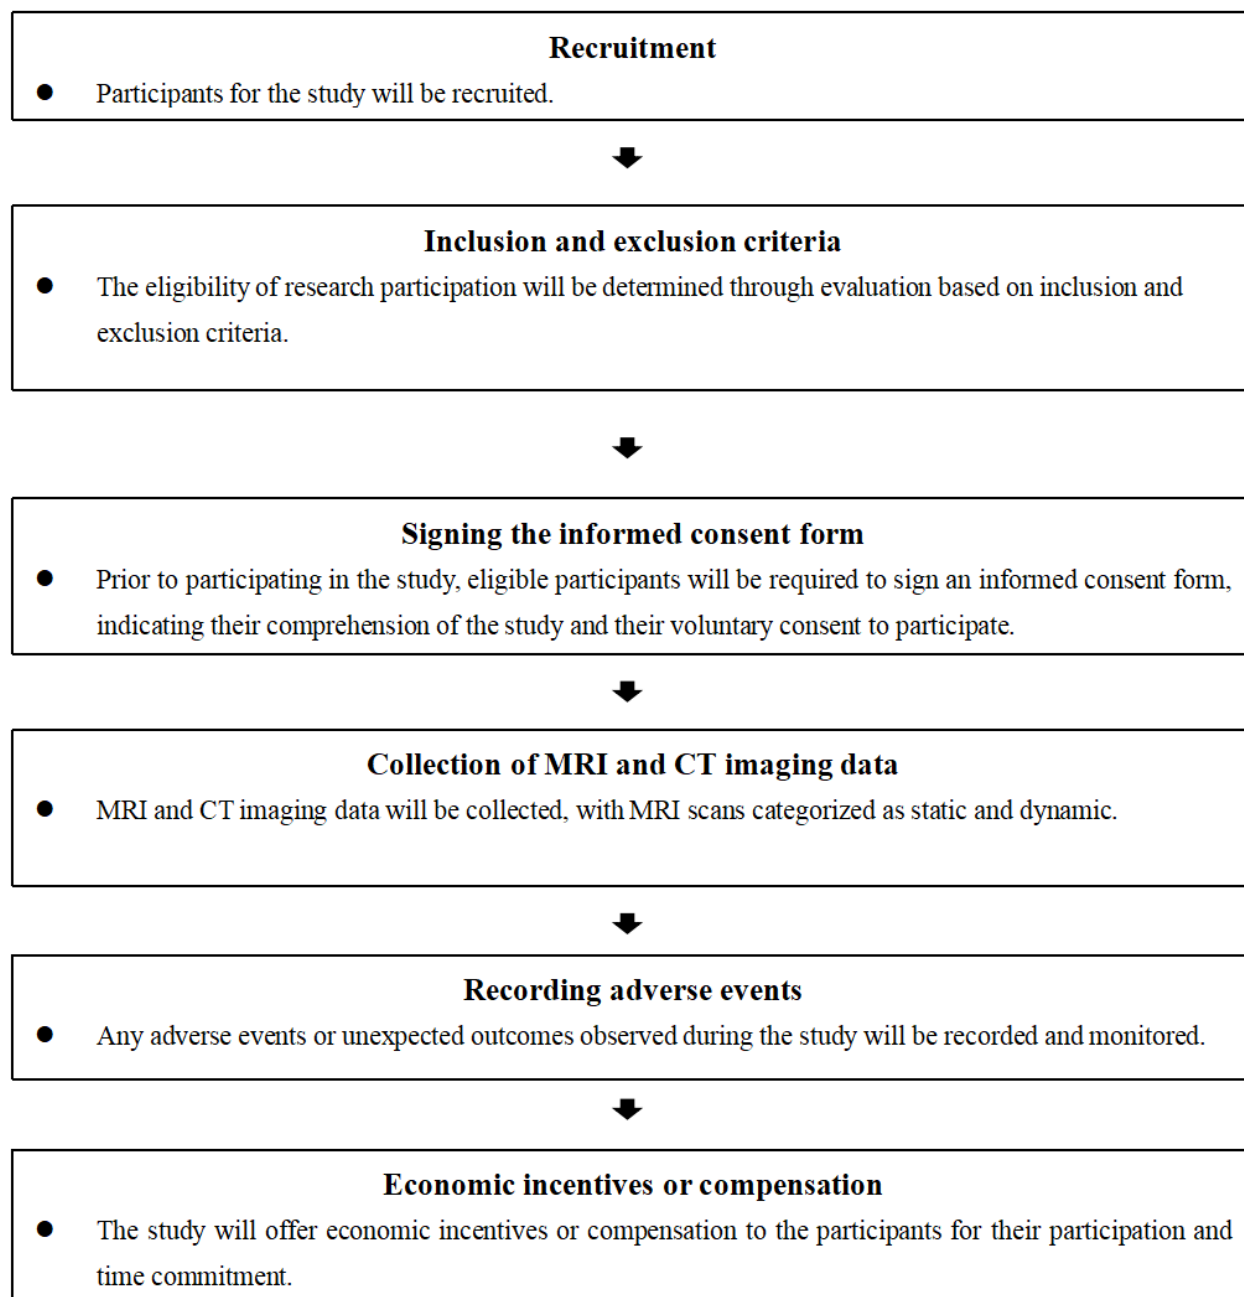 Recruitment
● Participants for the study will be recruited.
Inclusion and exclusion criteria
● The eligibility of research participation will be determined through evaluation based on inclusion and
exclusion criteria.
Signing the informed consent form
● Prior to participating in the study, eligible participants will be required to sign an informed consent form,
indicating their comprehension of the study and their voluntary consent to participate.
Collection of MRI and CT imaging data
● MRI and CT imaging data will be collected, with MRI scans categorized as static and dynamic.
Recording adverse events
● Any adverse events or unexpected outcomes observed during the study will be recorded and monitored.
Economic incentives or compensation
● The study will offer economic incentives or compensation to the participants for their participation and
time commitment.